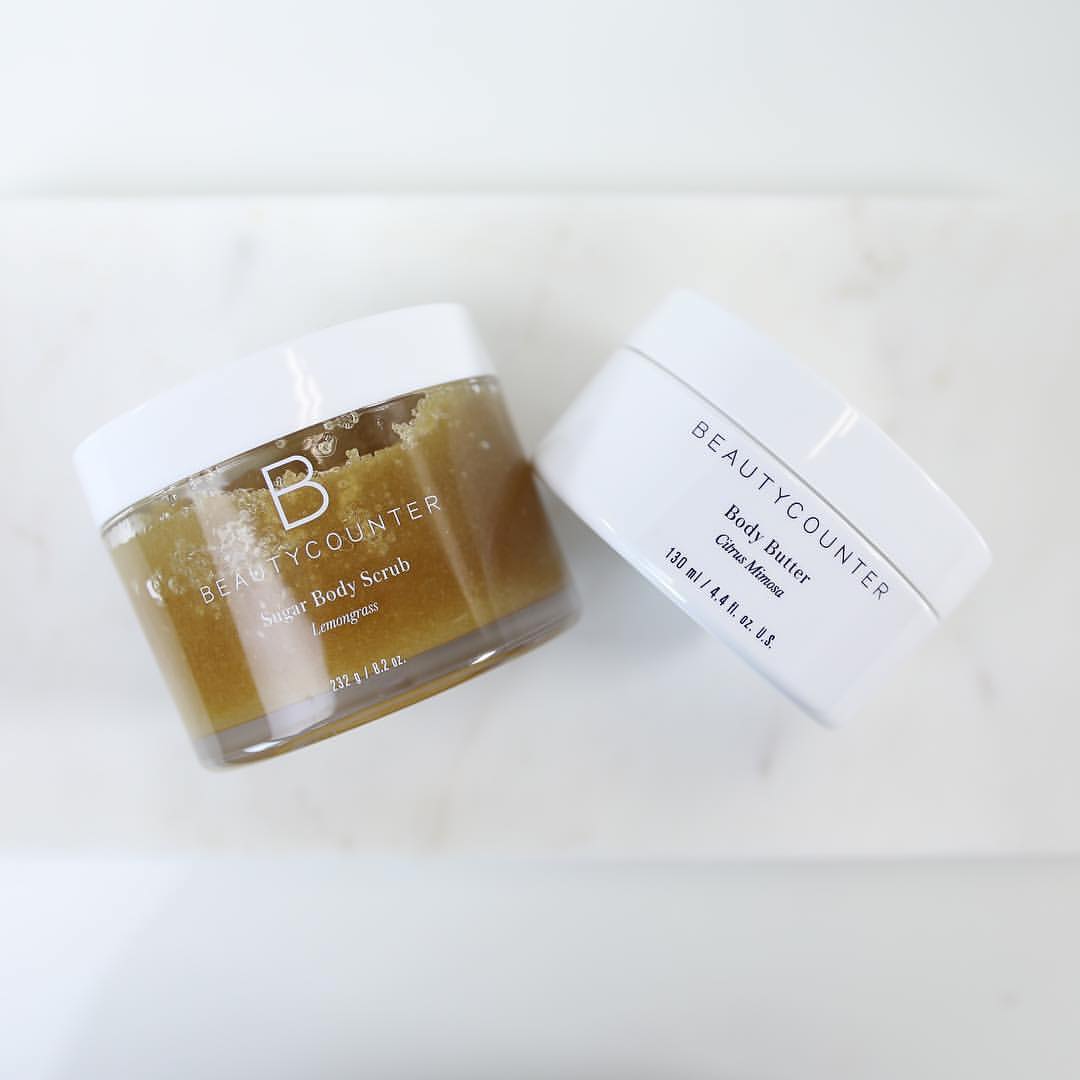 B
BEAUTYCOUNTER
Sugar Body Scrub
Lemongrass
232 g / 8.2 oz.
BEAUTYCOUNTER
Body Butter
Citrus Mimosa
130 ml / 4.4 fl. oz. U.S.